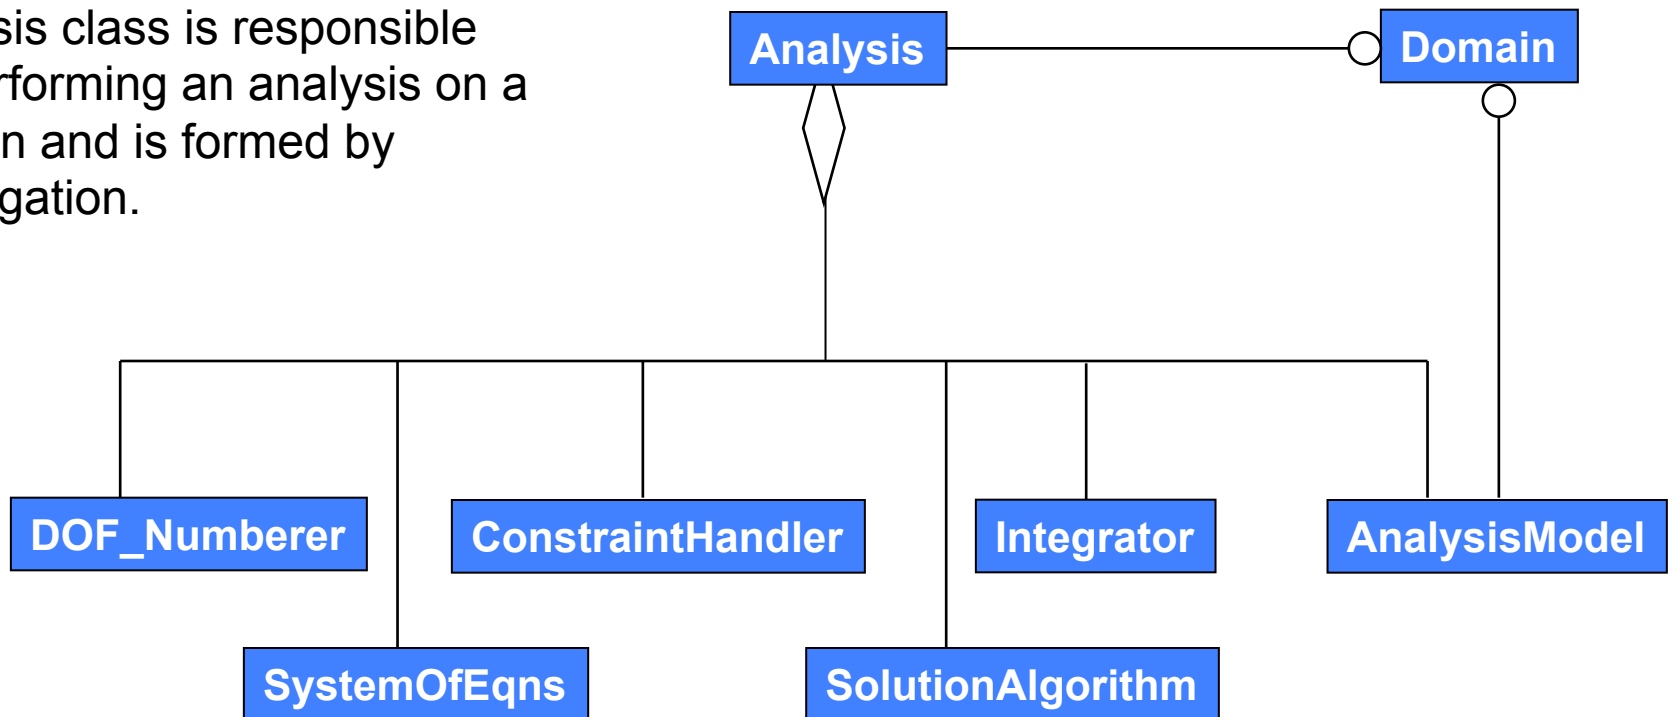 sis class is responsible
rforming an analysis on a
n and is formed by
gation.
Analysis
Domain
DOF_Numberer
ConstraintHandler
Integrator
AnalysisModel
SystemOfEqns
SolutionAlgorithm